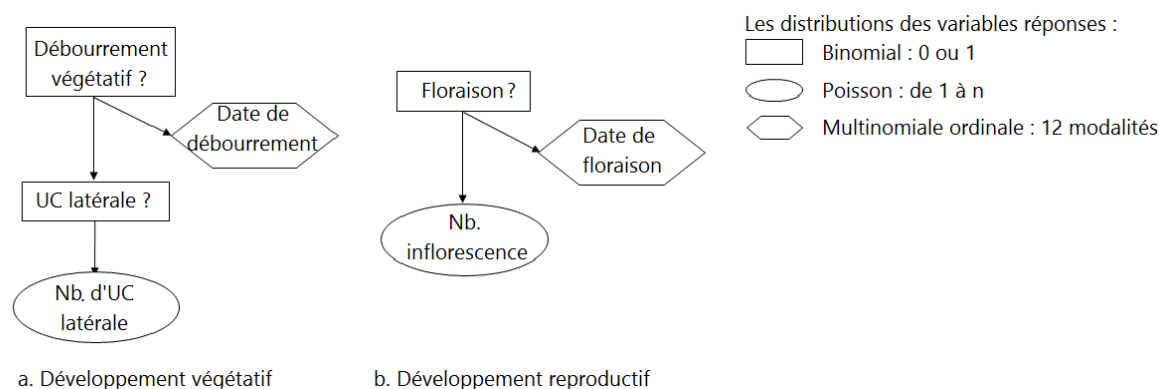 Débourrement
végétatif ?
Date de
débourrement
UC latérale ?
Nb. d'UC
latérale
a. Développement végétatif
Floraison ?
Date de
floraison
Nb.
inflorescence
b. Développement reproductif
Les distributions des variables réponses :
Binomial : 0 ou 1
Poisson : de 1 à n
Multinomiale ordinale : 12 modalités